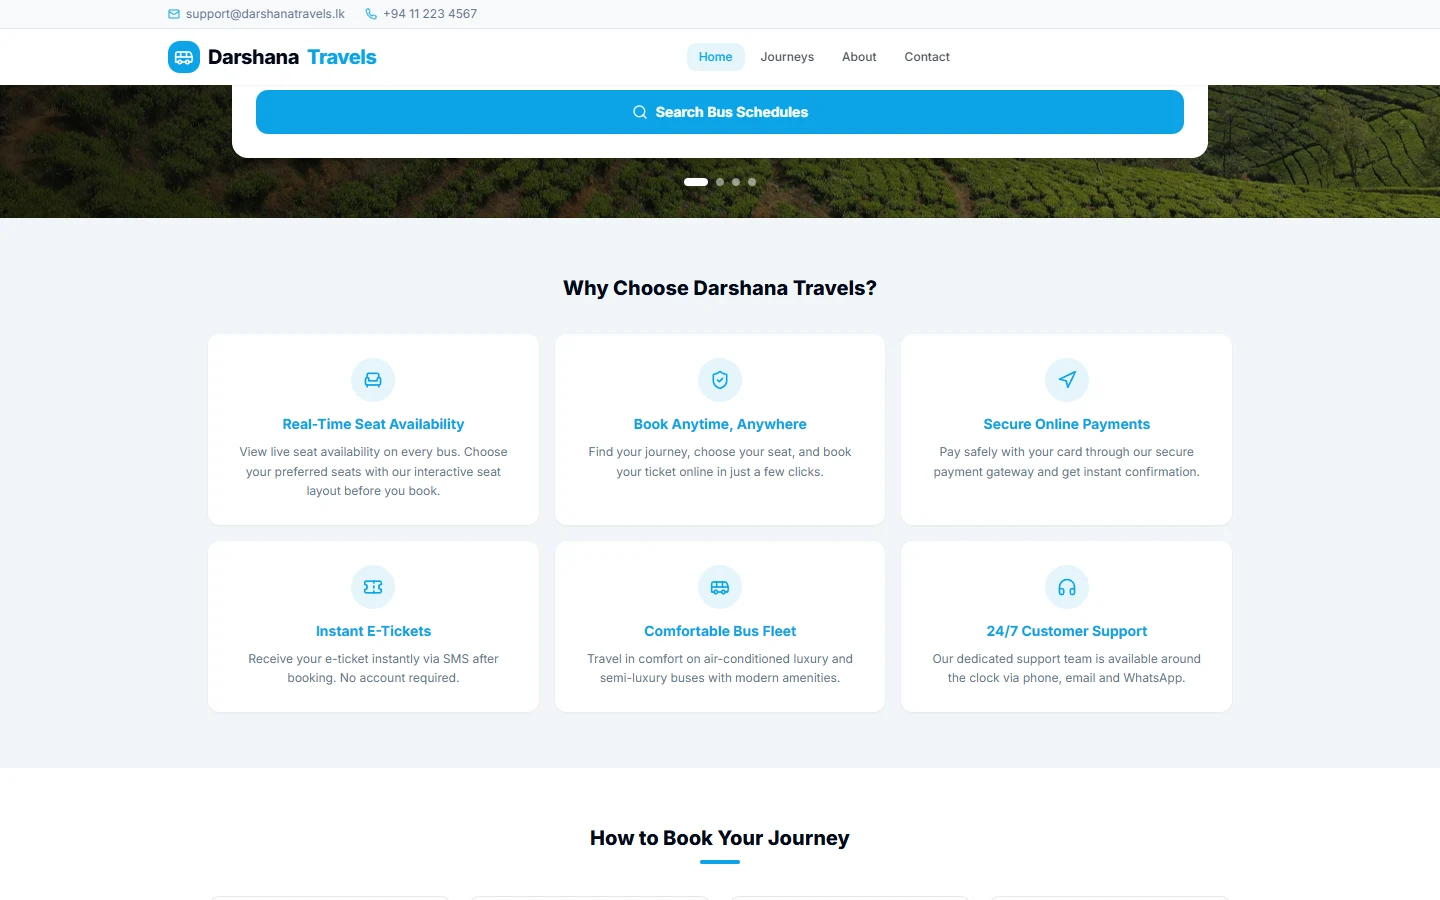 support@darshanatravels.lk +94 11 223 4567
Darshana Travels
Home Journeys About Contact
Search Bus Schedules
Why Choose Darshana Travels?
Real-Time Seat Availability
View live seat availability on every bus. Choose
your preferred seats with our interactive seat
layout before you book.
Book Anytime, Anywhere
Find your journey, choose your seat, and book
your ticket online in just a few clicks.
Secure Online Payments
Pay safely with your card through our secure
payment gateway and get instant confirmation.
Instant E-Tickets
Receive your e-ticket instantly via SMS after
booking. No account required.
Comfortable Bus Fleet
Travel in comfort on air-conditioned luxury and
semi-luxury buses with modern amenities.
24/7 Customer Support
Our dedicated support team is available around
the clock via phone, email and WhatsApp.
How to Book Your Journey